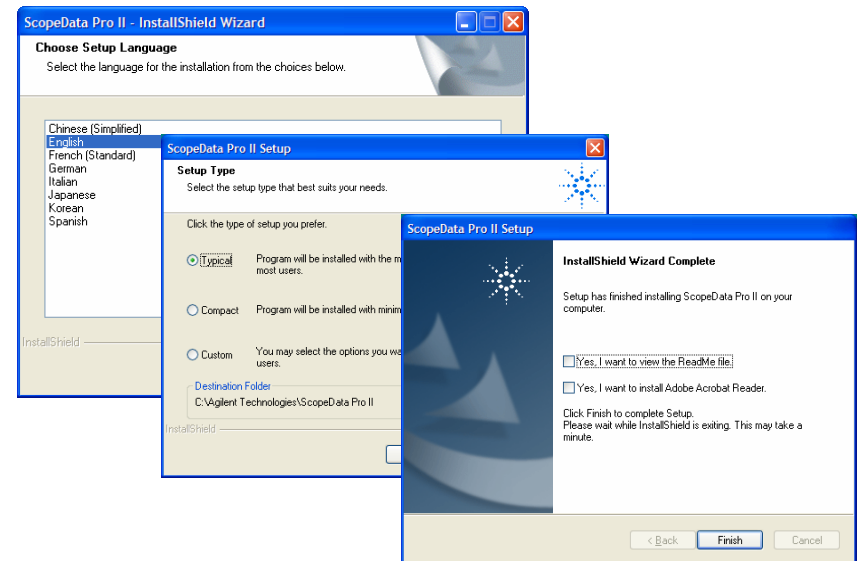 ScopeData Pro II - InstallShield Wizard
Choose Setup Language
Select the language for the installation from the choices below.
Chinese (Simplified)
English
French (Standard)
German
Italian
Japanese
Korean
Spanish
InstallShield
ScopeData Pro II Setup
Setup Type
Select the setup type that best suits your needs.
Click the type of setup you prefer.
Typical
Program will be installed with the m
most users.
Compact
Program will be installed with minim
Custom
You may select the options you wa
users.
Destination Folder
C:\Agilent Technologies\ScopeData Pro II
InstallShield
ScopeData Pro II Setup
InstallShield Wizard Complete
Setup has finished installing ScopeData Pro II on your
computer.
Yes, I want to view the ReadMe file.
Yes, I want to install Adobe Acrobat Reader.
Click Finish to complete Setup.
Please wait while InstallShield is exiting. This may take a
minute.
< Back
Finish
Cancel